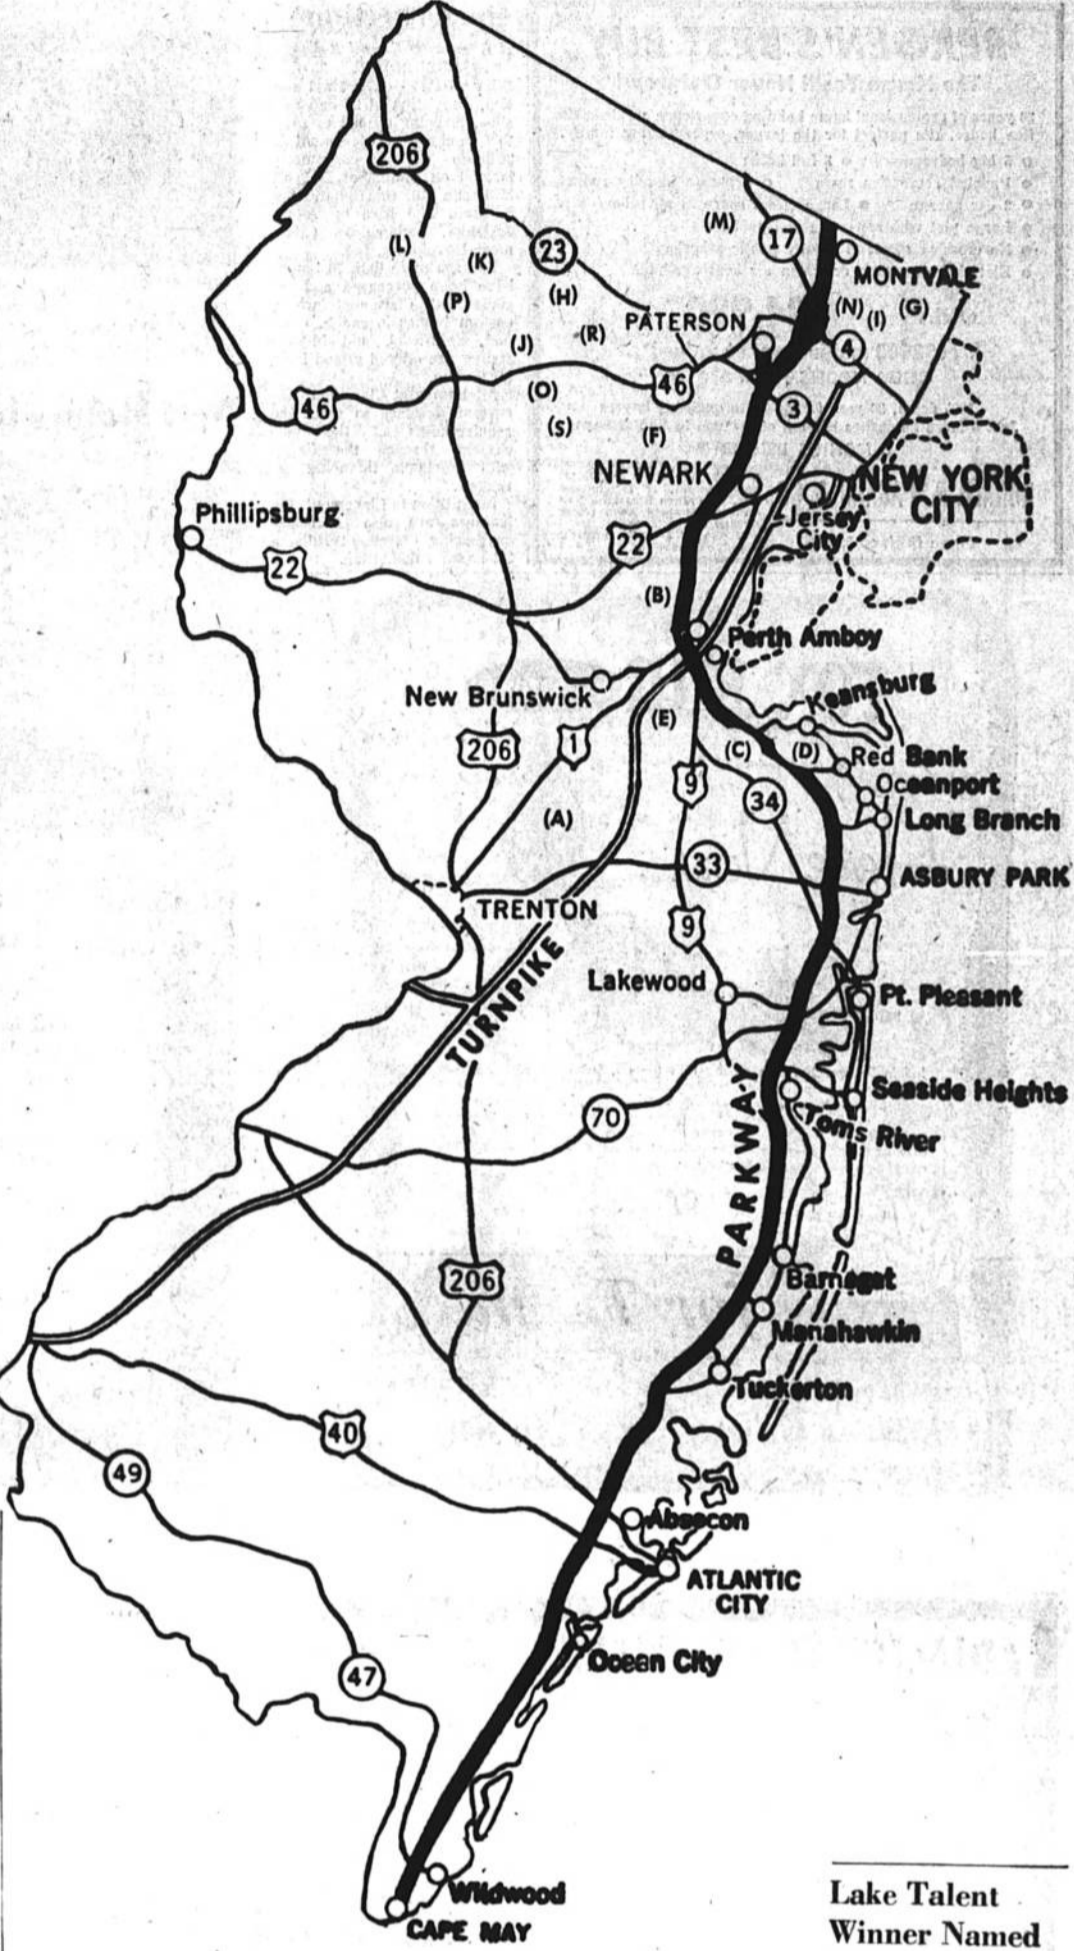 206
(M)
17
(L)
(K)
23
MONTVALE
(P)
(H)
(N)
(I)
(G)
PATERSON
(J)
(R)
4
46
(O)
46
3
(S)
(F)
NEWARK
NEW YORK
CITY
Phillipsburg
Jersey
City
22
22
(B)
Perth Amboy
New Brunswick
Keansburg
(E)
206
1
(C)
(D)
Red Bank
9
34
Oceanport
(A)
Long Branch
33
ASBURY PARK
TRENTON
9
TURNPIKE
Lakewood
Pt. Pleasant
PARKWAY
Seaside Heights
70
Toms River
206
Barnegat
Manahawkin
Tuckerton
40
49
Absecon
ATLANTIC
CITY
Ocean City
47
Wildwood
CAPE MAY
Lake Talent
Winner Named